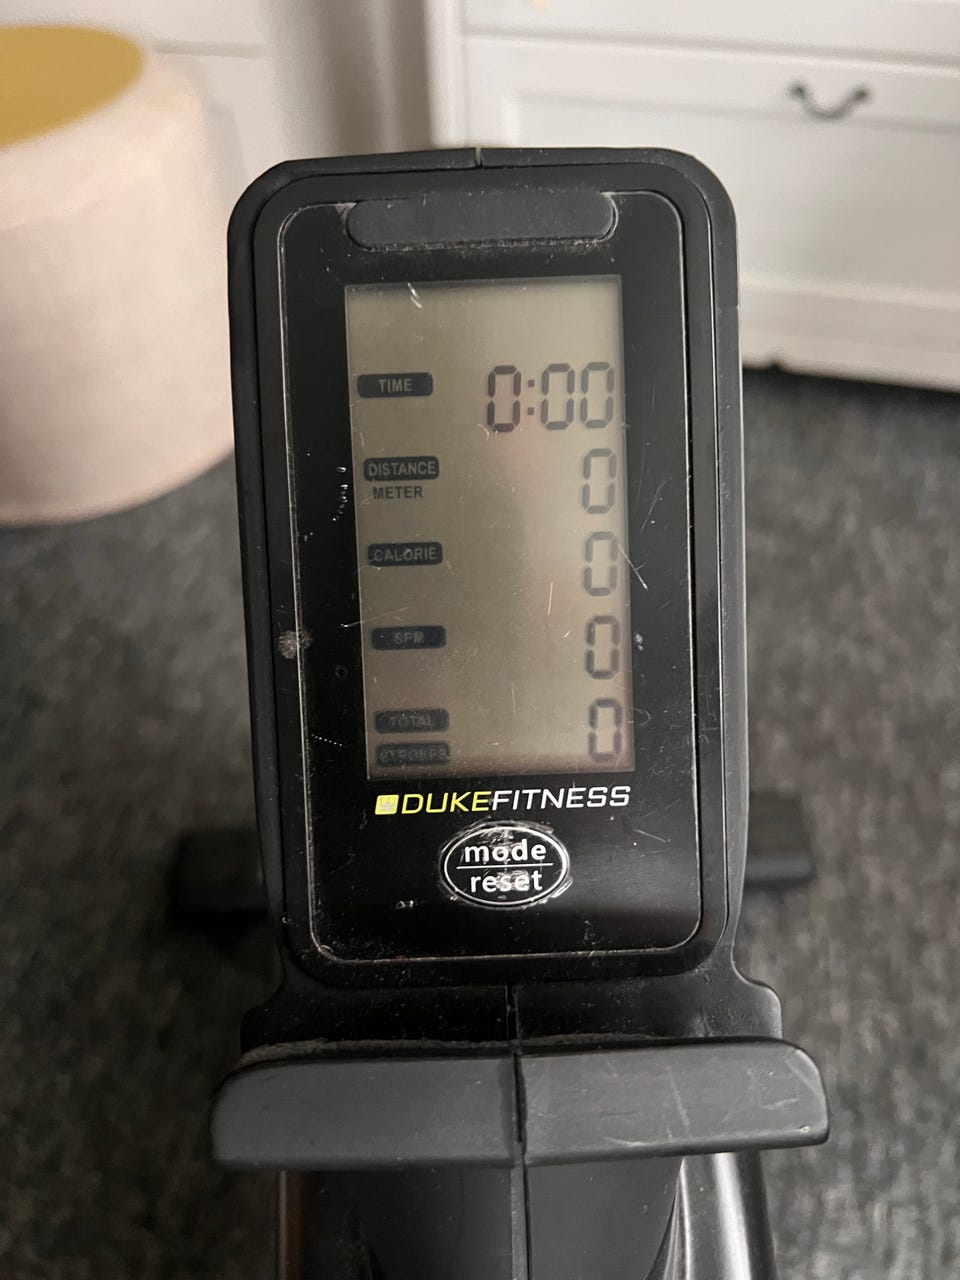 TIME 0:00
DISTANCE 0
METER
CALORIE 0
SPM 0
TOTAL 0
STROKES
DUKEFITNESS
mode
reset